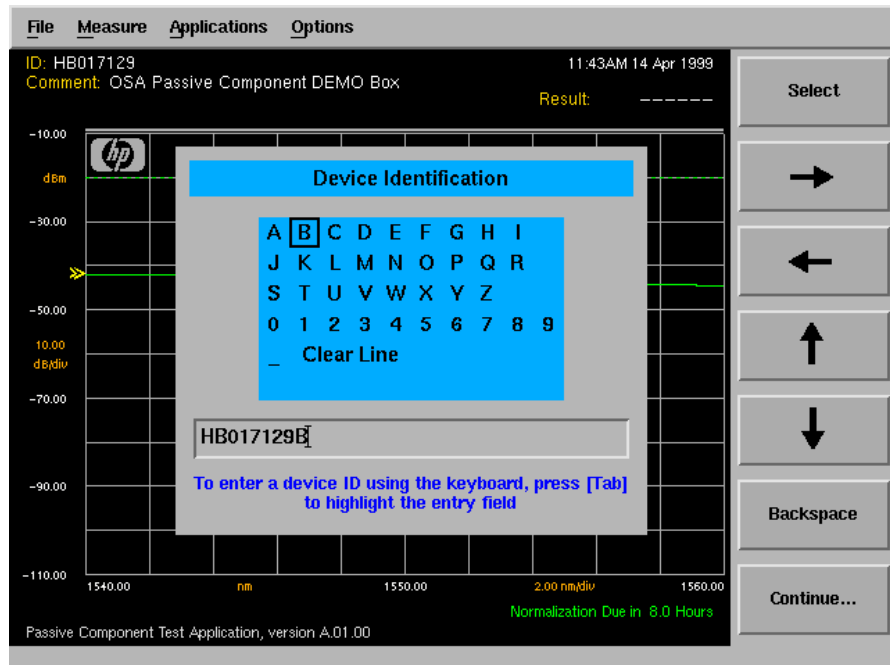 File Measure Applications Options
ID: HB017129
11:43AM 14 Apr 1999
Comment: OSA Passive Component DEMO Box
Result: ------
Select
-10.00
hp
dBm
Device Identification
-30.00
A B C D E F G H I
J K L M N O P Q R
S T U V W X Y Z
-50.00
0 1 2 3 4 5 6 7 8 9
10.00
dB/div
_ Clear Line
-70.00
HB017129B
-90.00
To enter a device ID using the keyboard, press [Tab]
to highlight the entry field
Backspace
-110.00
1540.00 nm 1550.00 2.00 nm/div 1560.00
Continue...
Normalization Due in 8.0 Hours
Passive Component Test Application, version A.01.00